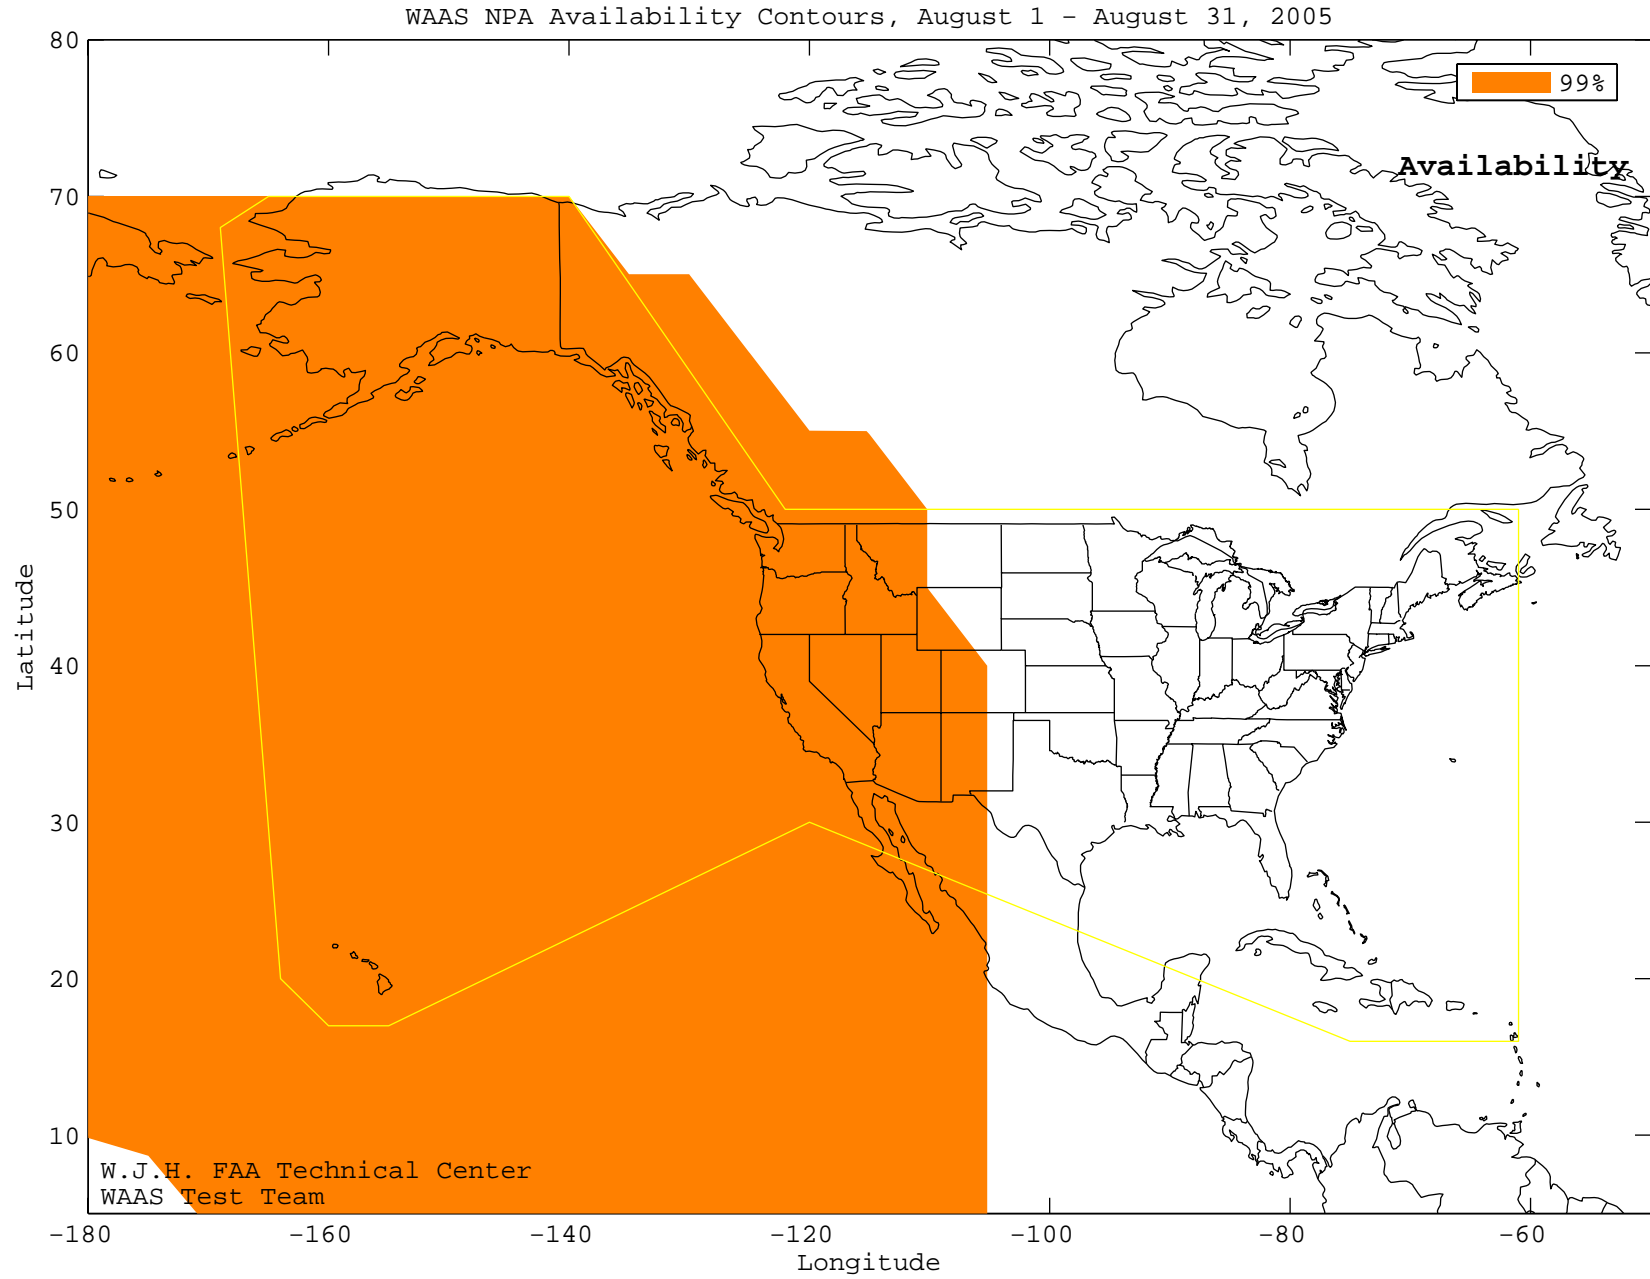 WAAS NPA Availability Contours, August 1 - August 31, 2005
80
99%
Availability
70
60
50
Latitude
40
30
20
10
W.J.H. FAA Technical Center
WAAS Test Team
-180 -160 -140 -120 -100 -80 -60
Longitude